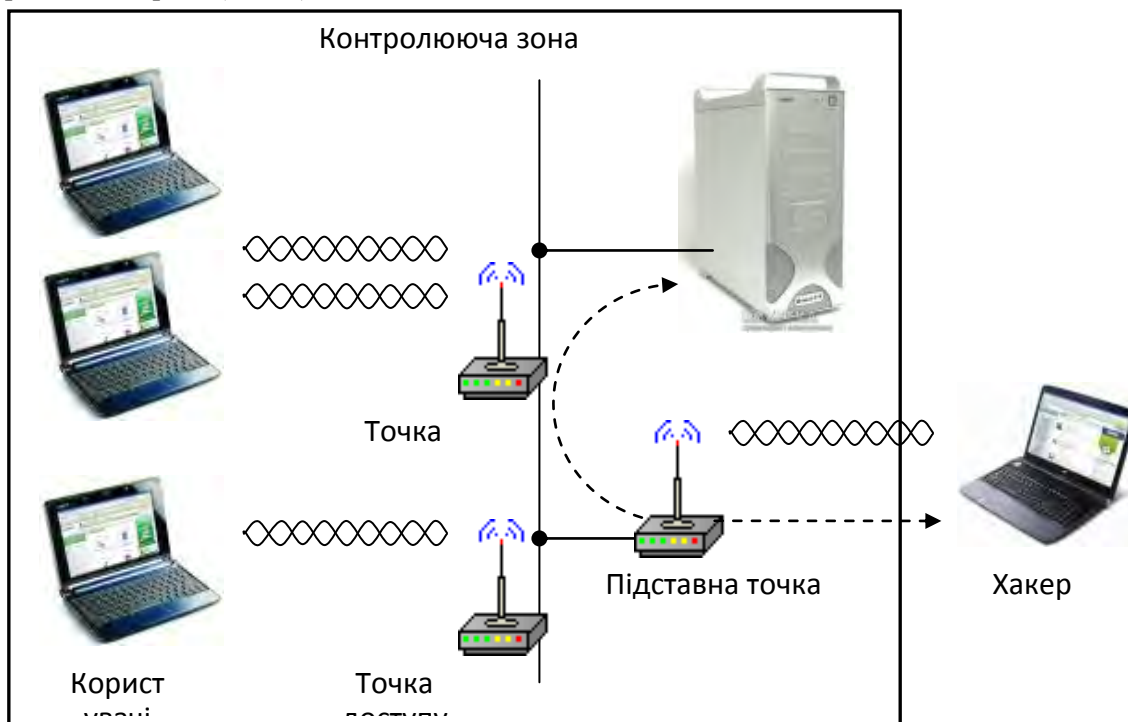 Контролююча зона
Точка
Підставна точка
Хакер
Корист
Точка